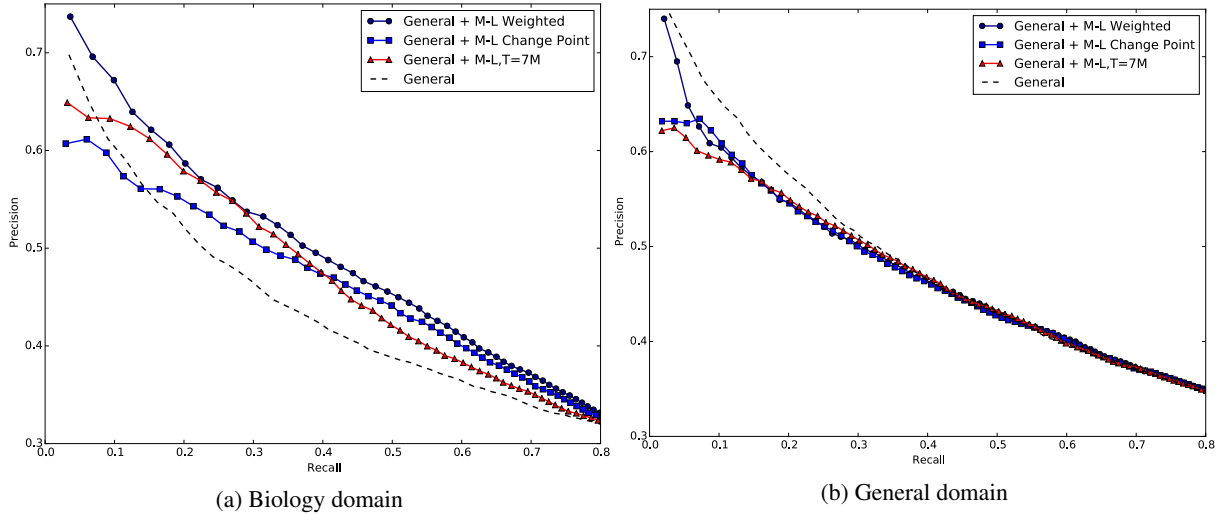 General + M-L Weighted
General + M-L Change Point
General + M-L,T=7M
General
0.7
0.6
0.5
0.4
0.3
Precision
0.0 0.1 0.2 0.3 0.4 0.5 0.6 0.7 0.8
Recall
(a) Biology domain
General + M-L Weighted
General + M-L Change Point
General + M-L,T=7M
General
0.7
0.6
0.5
0.4
0.3
Precision
0.0 0.1 0.2 0.3 0.4 0.5 0.6 0.7 0.8
Recall
(b) General domain